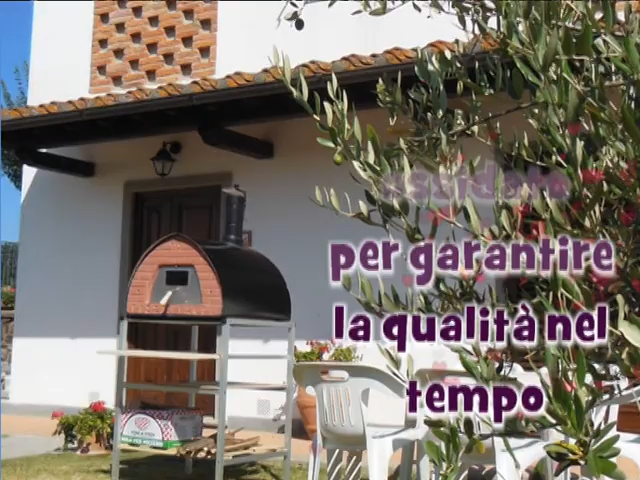 per garantire
la qualità nel
tempo